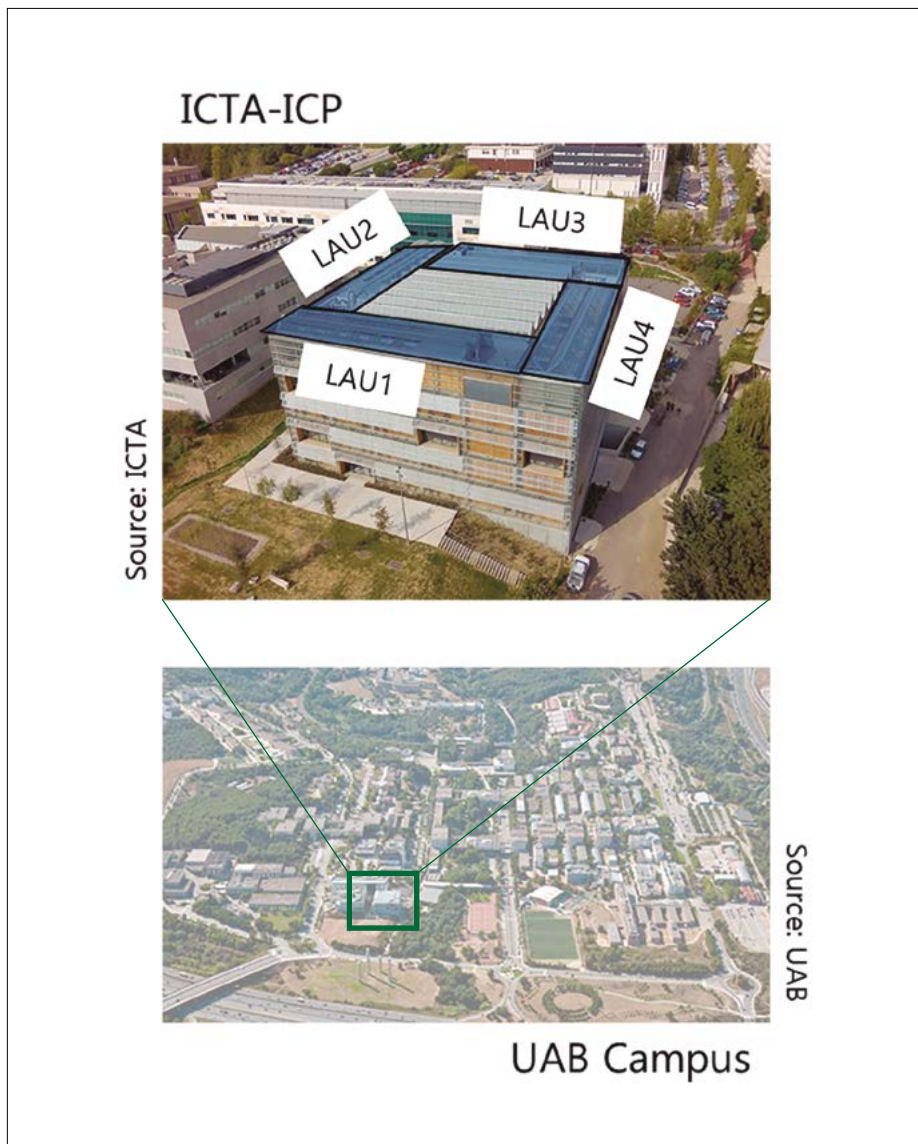 ICTA-ICP
LAU2
LAU3
LAU1
LAU4
Source: ICTA
Source: UAB
UAB Campus